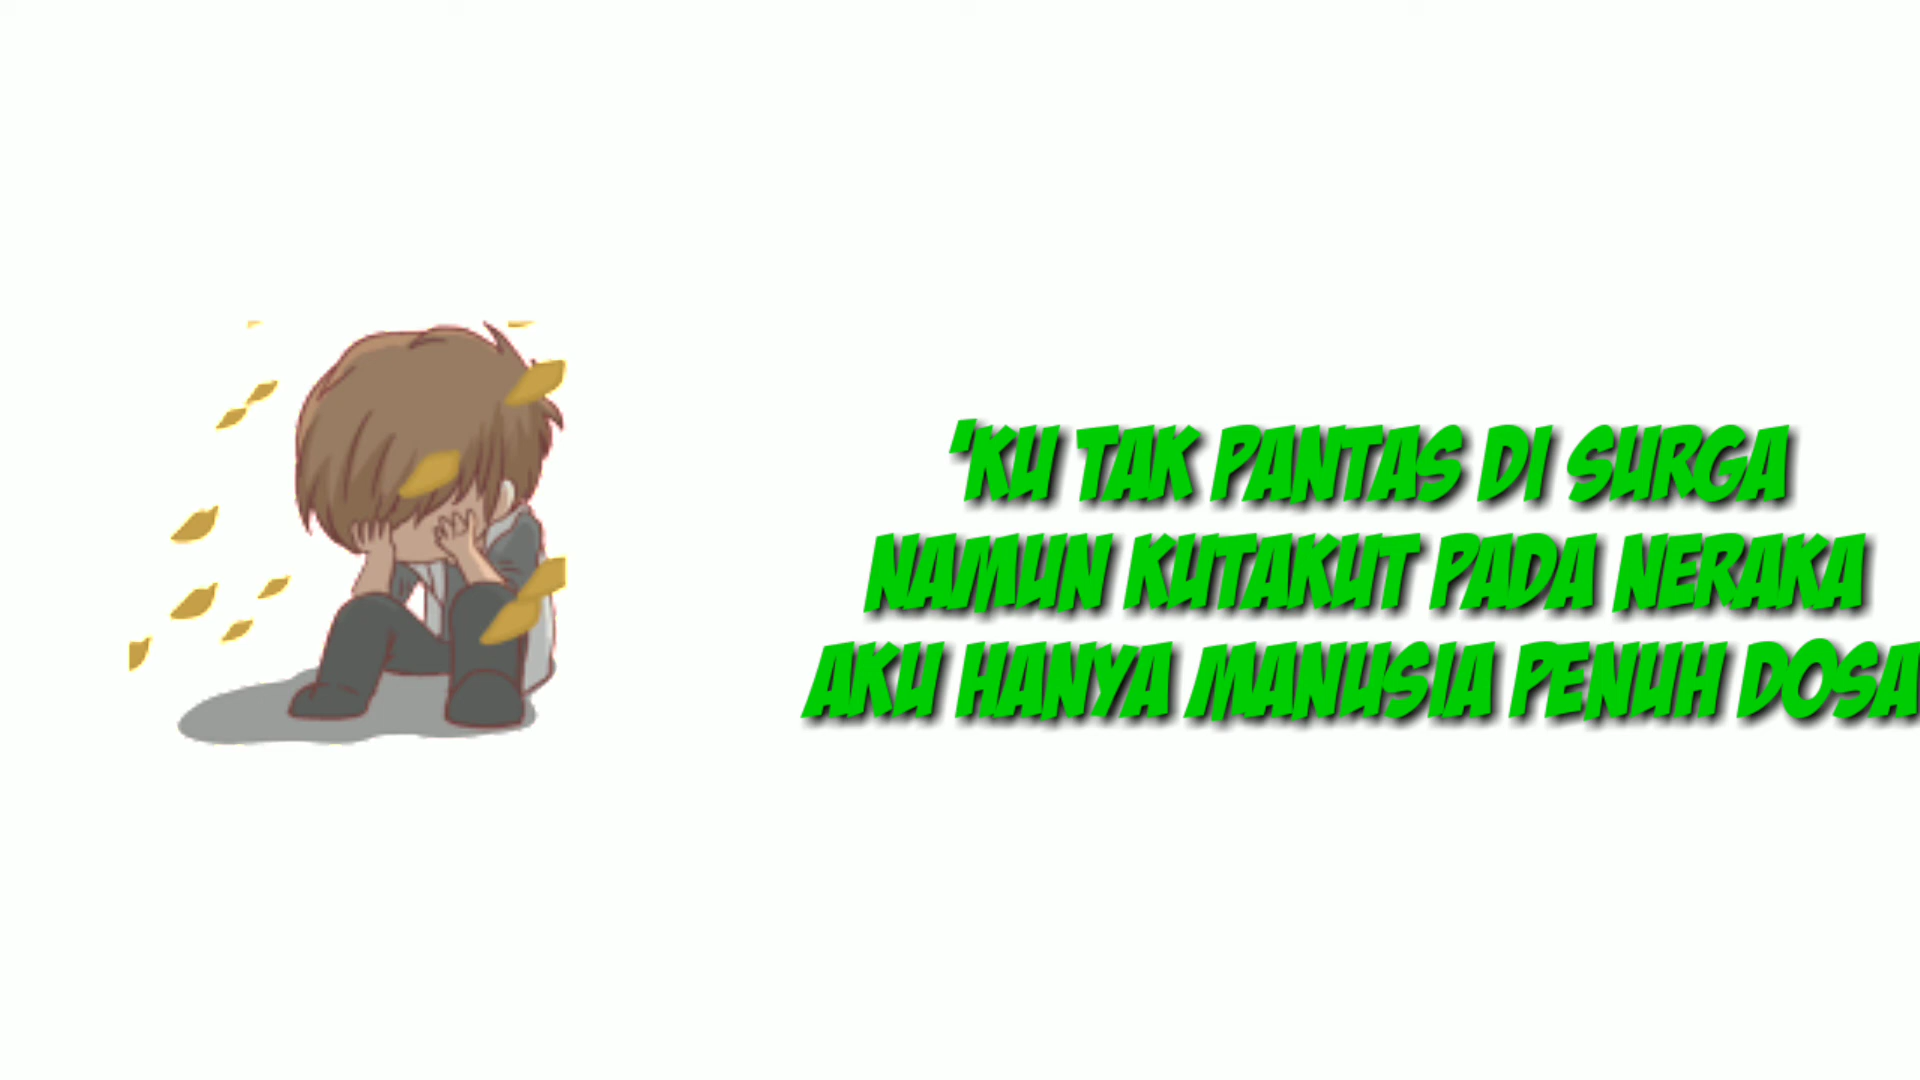 'KU TAK PANTAS DI SURGA
NAMUN KUTAKUT PADA NERAKA
AKU HANYA MANUSIA PENUH DOSA